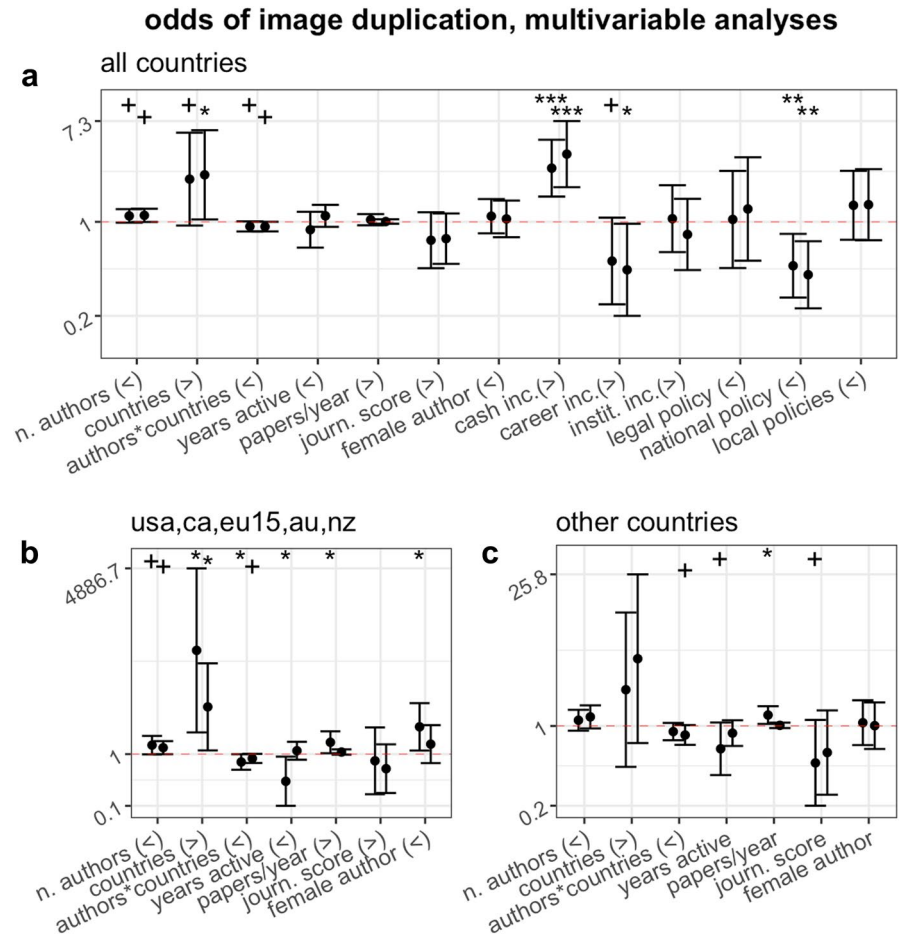 odds of image duplication, multivariable analyses
a
all countries
+ + + * + + *** *** + * ** **
7.3
1
0.2
n. authors (<)
countries (>)
authors*countries (<)
years active (<)
papers/year (>)
journ. score (>)
female author (<)
cash inc.(>)
career inc.(>)
instit. inc.(>)
legal policy (<)
national policy (<)
local policies (<)
b
usa,ca,eu15,au,nz
+ + * * * + * * *
4886.7
1
0.1
n. authors (<)
countries (>)
authors*countries (<)
years active (<)
papers/year (>)
journ. score (>)
female author (<)
c
other countries
+ + * +
25.8
1
0.2
n. authors (<)
countries (>)
authors*countries (<)
years active
papers/year
journ. score
female author